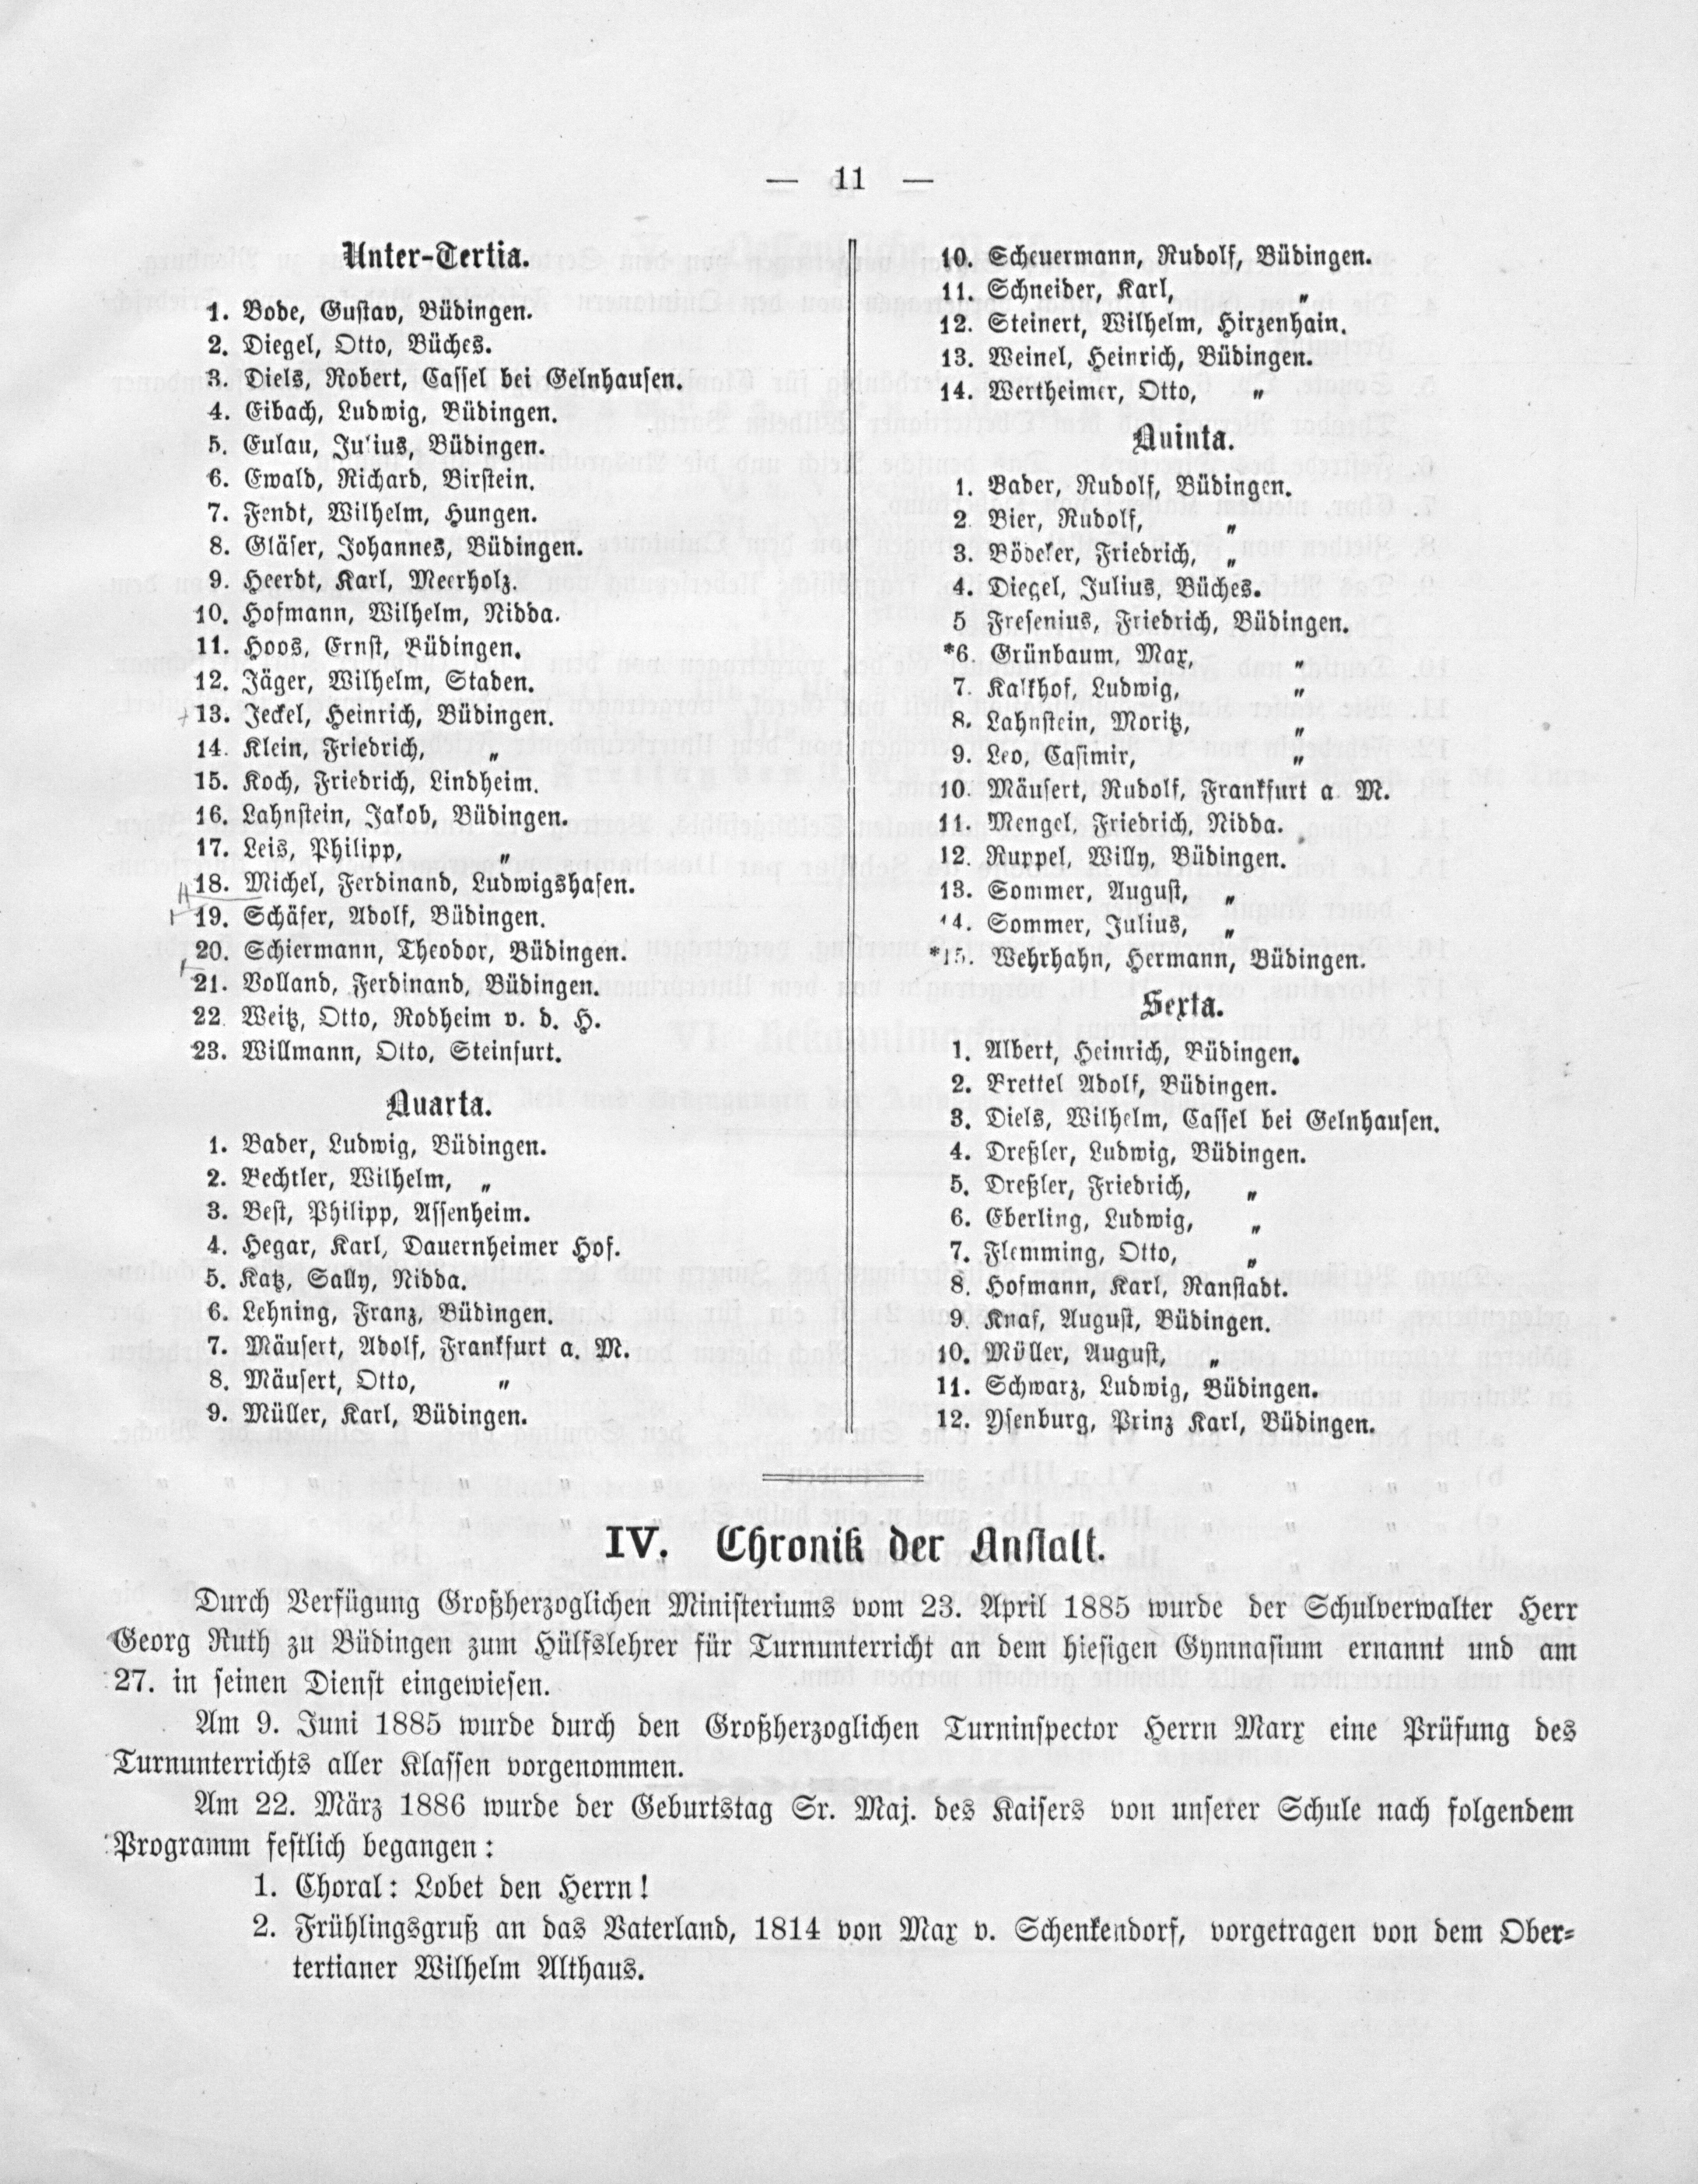 — 11 —
Unter-Tertia.
1. Bode, Gustav, Büdingen.
2. Diegel, Otto, Büches.
3. Diels, Robert, Cassel bei Gelnhausen.
4. Eibach, Ludwig, Büdingen.
5. Eulau, Julius, Büdingen.
6. Ewald, Richard, Birstein.
7. Fendt, Wilhelm, Hungen.
8. Gläser, Johannes, Büdingen.
9. Heerdt, Karl, Meerholz.
10. Hofmann, Wilhelm, Nidda.
11. Hoos, Ernst, Büdingen.
12. Jäger, Wilhelm, Staden.
13. Jeckel, Heinrich, Büdingen.
14. Klein, Friedrich, „
15. Koch, Friedrich, Lindheim.
16. Lahnstein, Jakob, Büdingen.
17. Leis, Philipp, „
18. Michel, Ferdinand, Ludwigshafen.
19. Schäfer, Adolf, Büdingen.
20. Schiermann, Theodor, Büdingen.
21. Volland, Ferdinand, Büdingen.
22. Weitz, Otto, Rodheim v. d. H.
23. Willmann, Otto, Steinfurt.
Quarta.
1. Bader, Ludwig, Büdingen.
2. Bechtler, Wilhelm, „
3. Best, Philipp, Assenheim.
4. Hegar, Karl, Dauernheimer Hof.
5. Katz, Sally, Nidda.
6. Lehning, Franz, Büdingen.
7. Mäusert, Adolf, Frankfurt a. M.
8. Mäusert, Otto, „
9. Müller, Karl, Büdingen.
10. Scheuermann, Rudolf, Büdingen.
11. Schneider, Karl, „
12. Steinert, Wilhelm, Hirzenhain.
13. Weinel, Heinrich, Büdingen.
14. Wertheimer, Otto, „
Quinta.
1. Bader, Rudolf, Büdingen.
2. Bier, Rudolf, „
3. Bödeker, Friedrich, „
4. Diegel, Julius, Büches.
5 Fresenius, Friedrich, Büdingen.
*6. Grünbaum, Max, „
7. Kalkhof, Ludwig, „
8. Lahnstein, Moritz, „
9. Leo, Casimir, „
10. Mäusert, Rudolf, Frankfurt a. M.
11. Mengel, Friedrich, Nidda.
12. Ruppel, Willy, Büdingen.
13. Sommer, August, „
14. Sommer, Julius, „
*15. Wehrhahn, Hermann, Büdingen.
Sexta.
1. Albert, Heinrich, Büdingen.
2. Brettel Adolf, Büdingen.
3. Diels, Wilhelm, Cassel bei Gelnhausen.
4. Dreßler, Ludwig, Büdingen.
5. Dreßler, Friedrich, „
6. Eberling, Ludwig, „
7. Flemming, Otto, „
8. Hofmann, Karl, Ranstadt.
9. Knaf, August, Büdingen.
10. Müller, August, „
11. Schwarz, Ludwig, Büdingen.
12. Ysenburg, Prinz Karl, Büdingen.
IV. Chronik der Anstalt.
Durch Verfügung Großherzoglichen Ministeriums vom 23. April 1885 wurde der Schulverwalter Herr
Georg Ruth zu Büdingen zum Hülfslehrer für Turnunterricht an dem hiesigen Gymnasium ernannt und am
27. in seinen Dienst eingewiesen.
Am 9. Juni 1885 wurde durch den Großherzoglichen Turninspector Herrn Marx eine Prüfung des
Turnunterrichts aller Klassen vorgenommen.
Am 22. März 1886 wurde der Geburtstag Sr. Maj. des Kaisers von unserer Schule nach folgendem
Programm festlich begangen:
1. Choral: Lobet den Herrn!
2. Frühlingsgruß an das Vaterland, 1814 von Max v. Schenkendorf, vorgetragen von dem Ober-
tertianer Wilhelm Althaus.